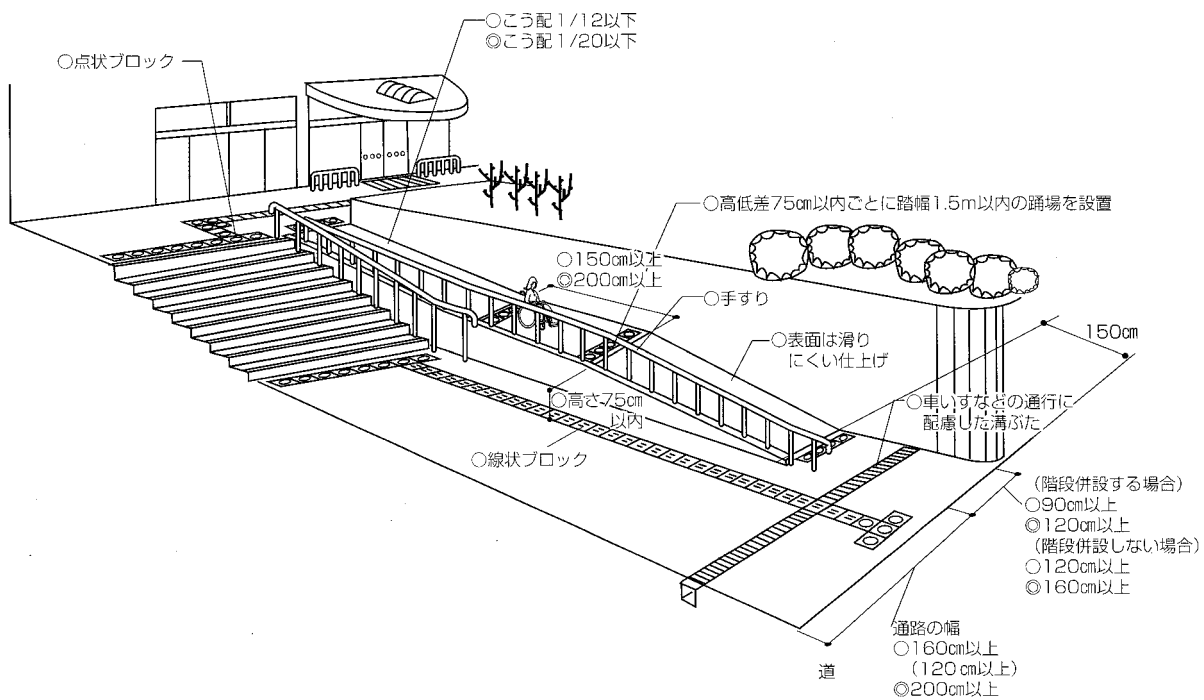 ○こう配1/12以下
◎こう配1/20以下
○点状ブロック
○高低差75cm以内ごとに踏幅1.5m以内の踊場を設置
○150cm以上
◎200cm以上
○手すり
○表面は滑り
にくい仕上げ
150cm
○高さ75cm
以内
○車いすなどの通行に
配慮した溝ぶた
○線状ブロック
(階段併設する場合)
○90cm以上
◎120cm以上
(階段併設しない場合)
○120cm以上
◎160cm以上
通路の幅
○160cm以上
(120cm以上)
◎200cm以上
道